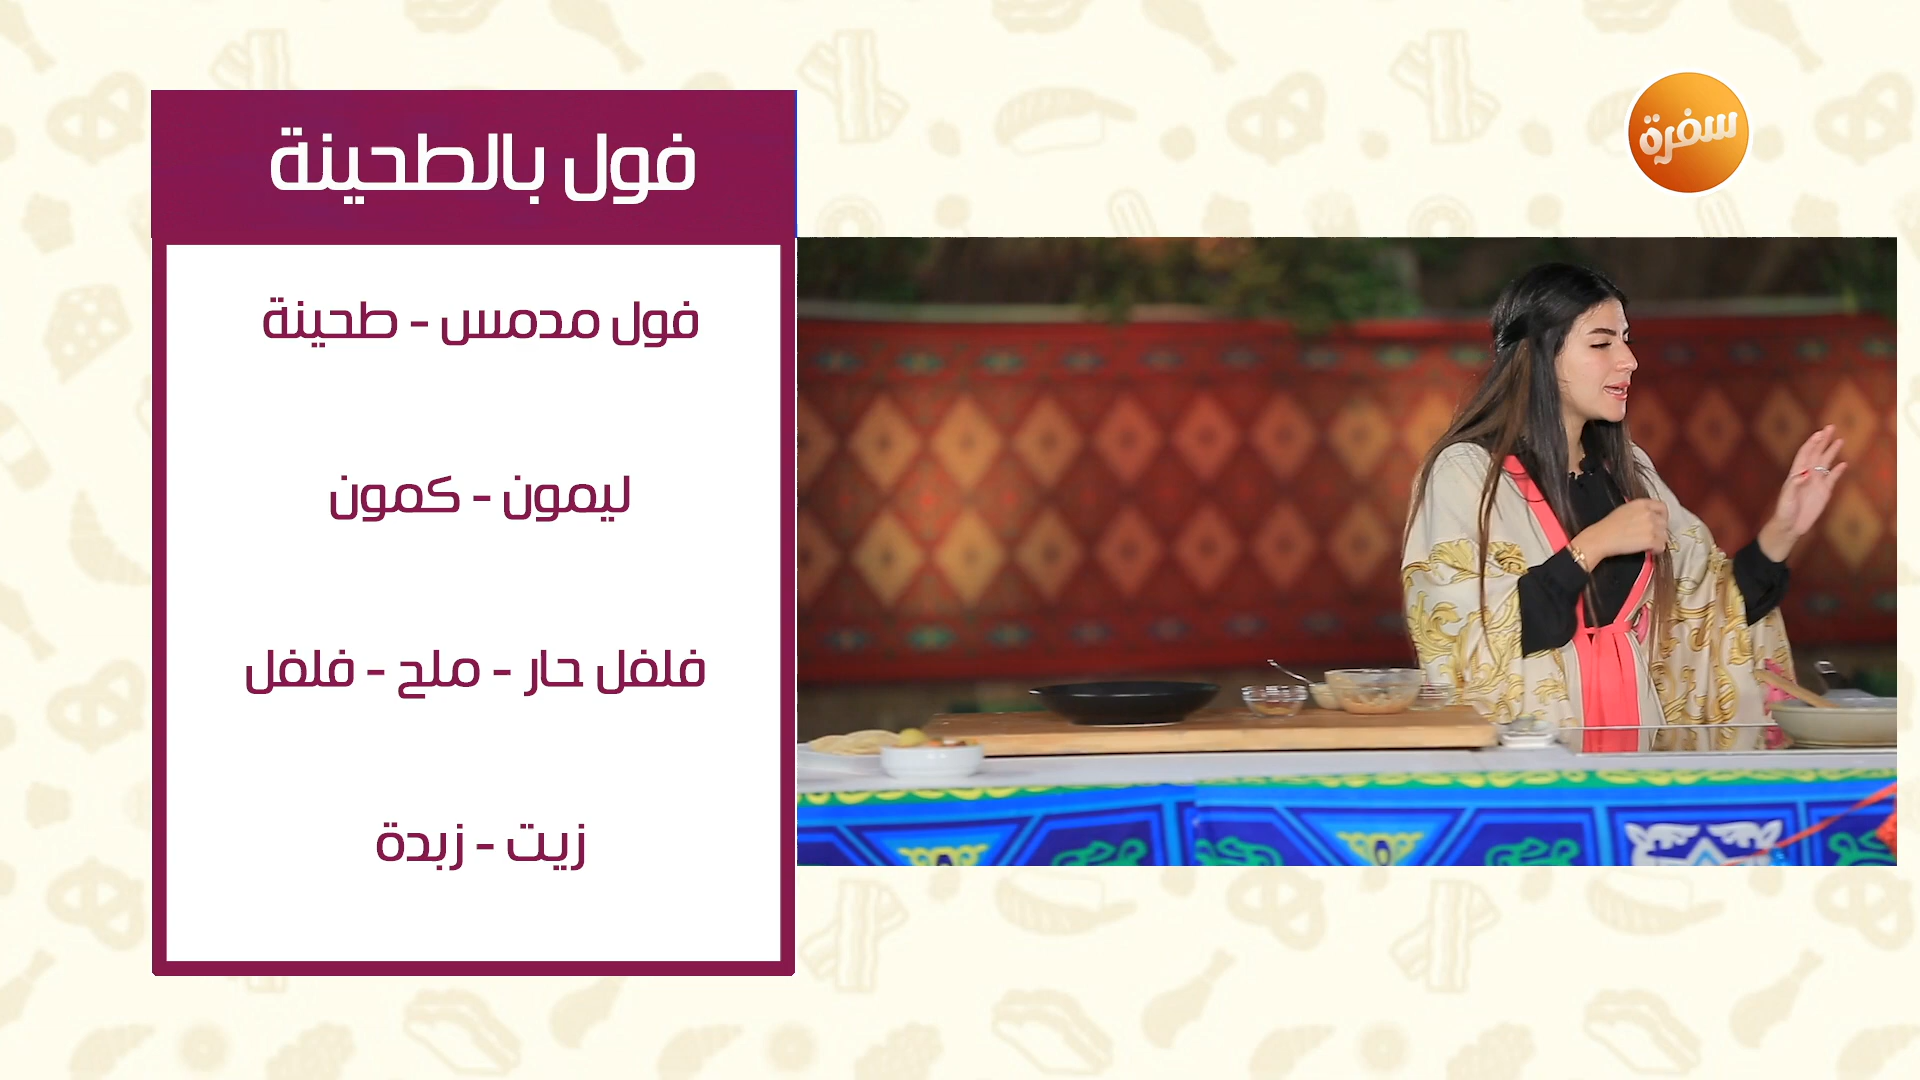 سفرة
فول بالطحينة
فول مدمس - طحينة
ليمون - كمون
فلفل حار - ملح - فلفل
زيت - زبدة